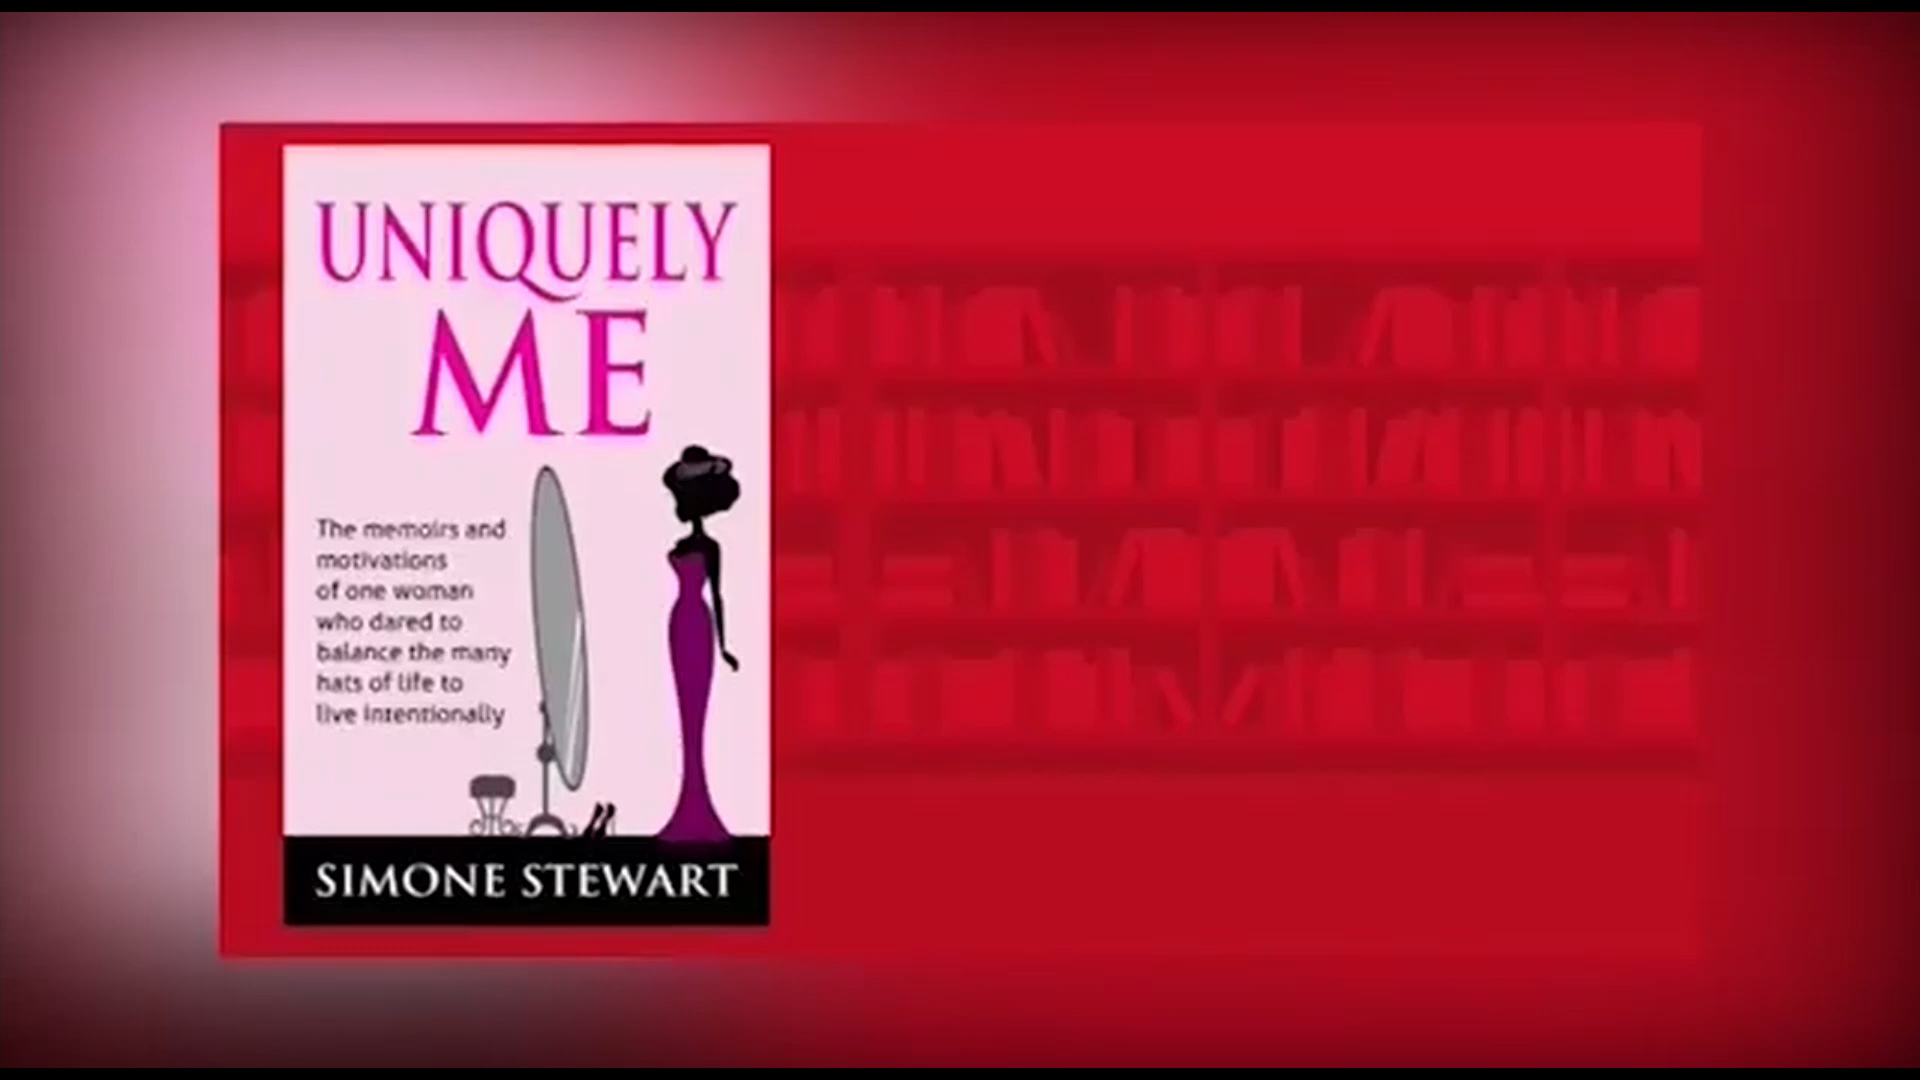 UNIQUELY
ME
The memoirs and
motivations
of one woman
who dared to
balance the many
hats of life to
live intentionally
SIMONE STEWART